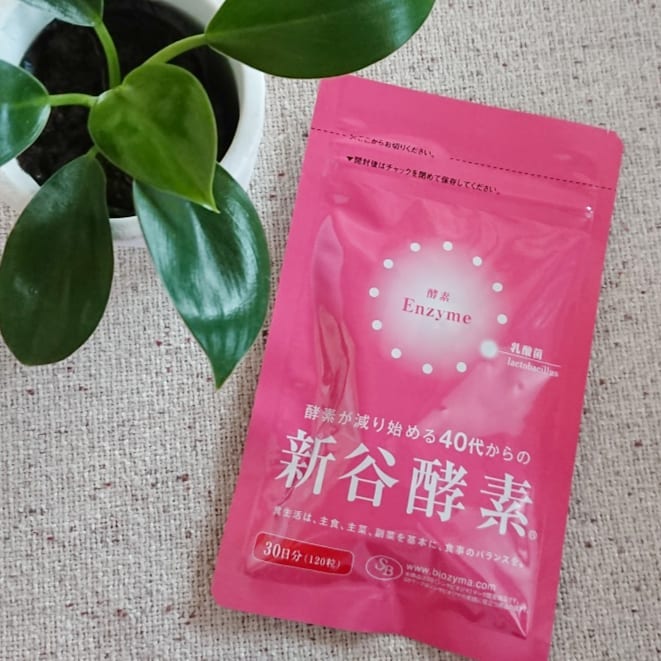 ここからお切りください。
▼開封後はチャックを閉めて保存してください。
酵素
Enzyme
乳酸菌
lactobacillus
酵素が減り始める40代からの
新谷酵素®
食生活は、主食、主菜、副菜を基本に、食事のバランスを。
30日分(120粒)
SB
www.biozyma.com